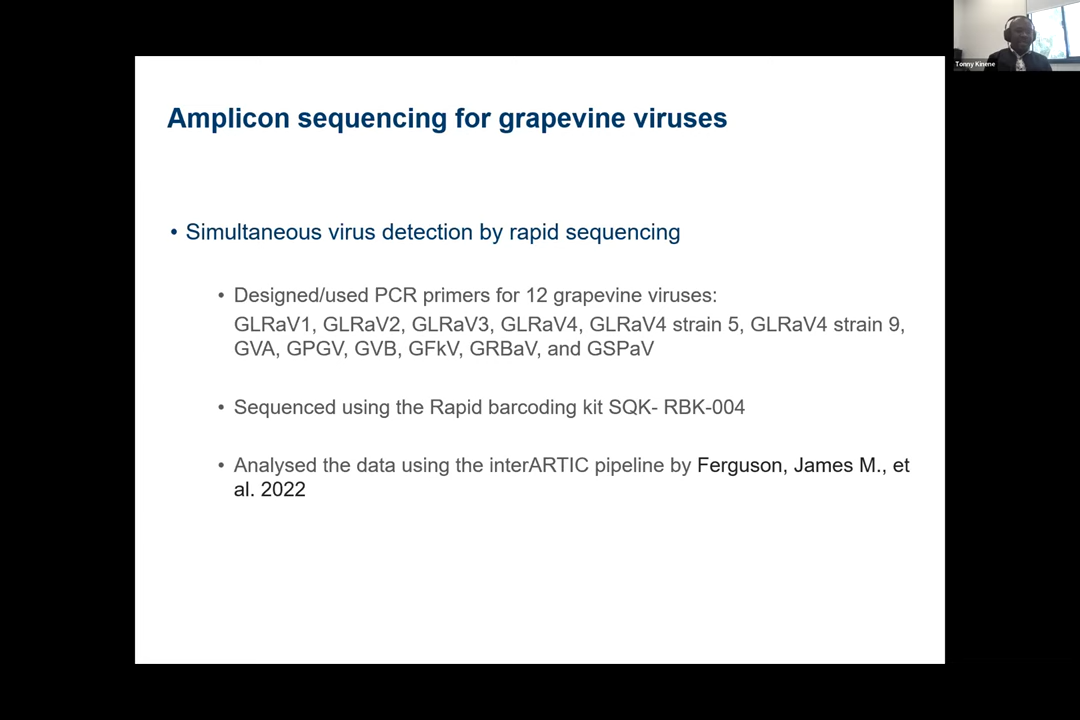 Tonny Kinene
Amplicon sequencing for grapevine viruses
• Simultaneous virus detection by rapid sequencing
• Designed/used PCR primers for 12 grapevine viruses:
GLRaV1, GLRaV2, GLRaV3, GLRaV4, GLRaV4 strain 5, GLRaV4 strain 9,
GVA, GPGV, GVB, GFkV, GRBaV, and GSPaV
• Sequenced using the Rapid barcoding kit SQK- RBK-004
• Analysed the data using the interARTIC pipeline by Ferguson, James M., et
al. 2022